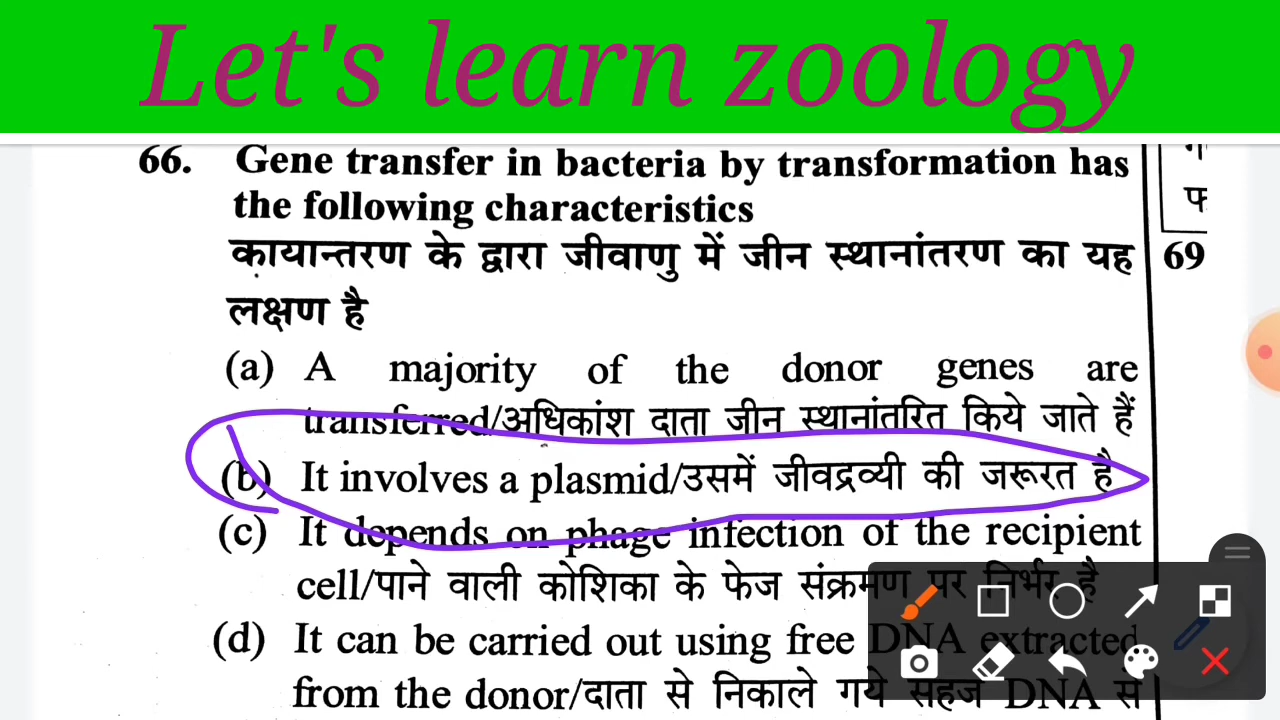 Let's learn zoology
66. Gene transfer in bacteria by transformation has
the following characteristics
कायान्तरण के द्वारा जीवाणु में जीन स्थानांतरण का यह
लक्षण है
(a) A majority of the donor genes are
transferred/अधिकांश दाता जीन स्थानांतरित किये जाते हैं
(b) It involves a plasmid/उसमें जीवद्रव्यी की जरूरत है
(c) It depends on phage infection of the recipient
cell/पाने वाली कोशिका के फेज संक्रमण पर निर्भर है
(d) It can be carried out using free DNA extracted
from the donor/दाता से निकाले गये सहज DNA से
69